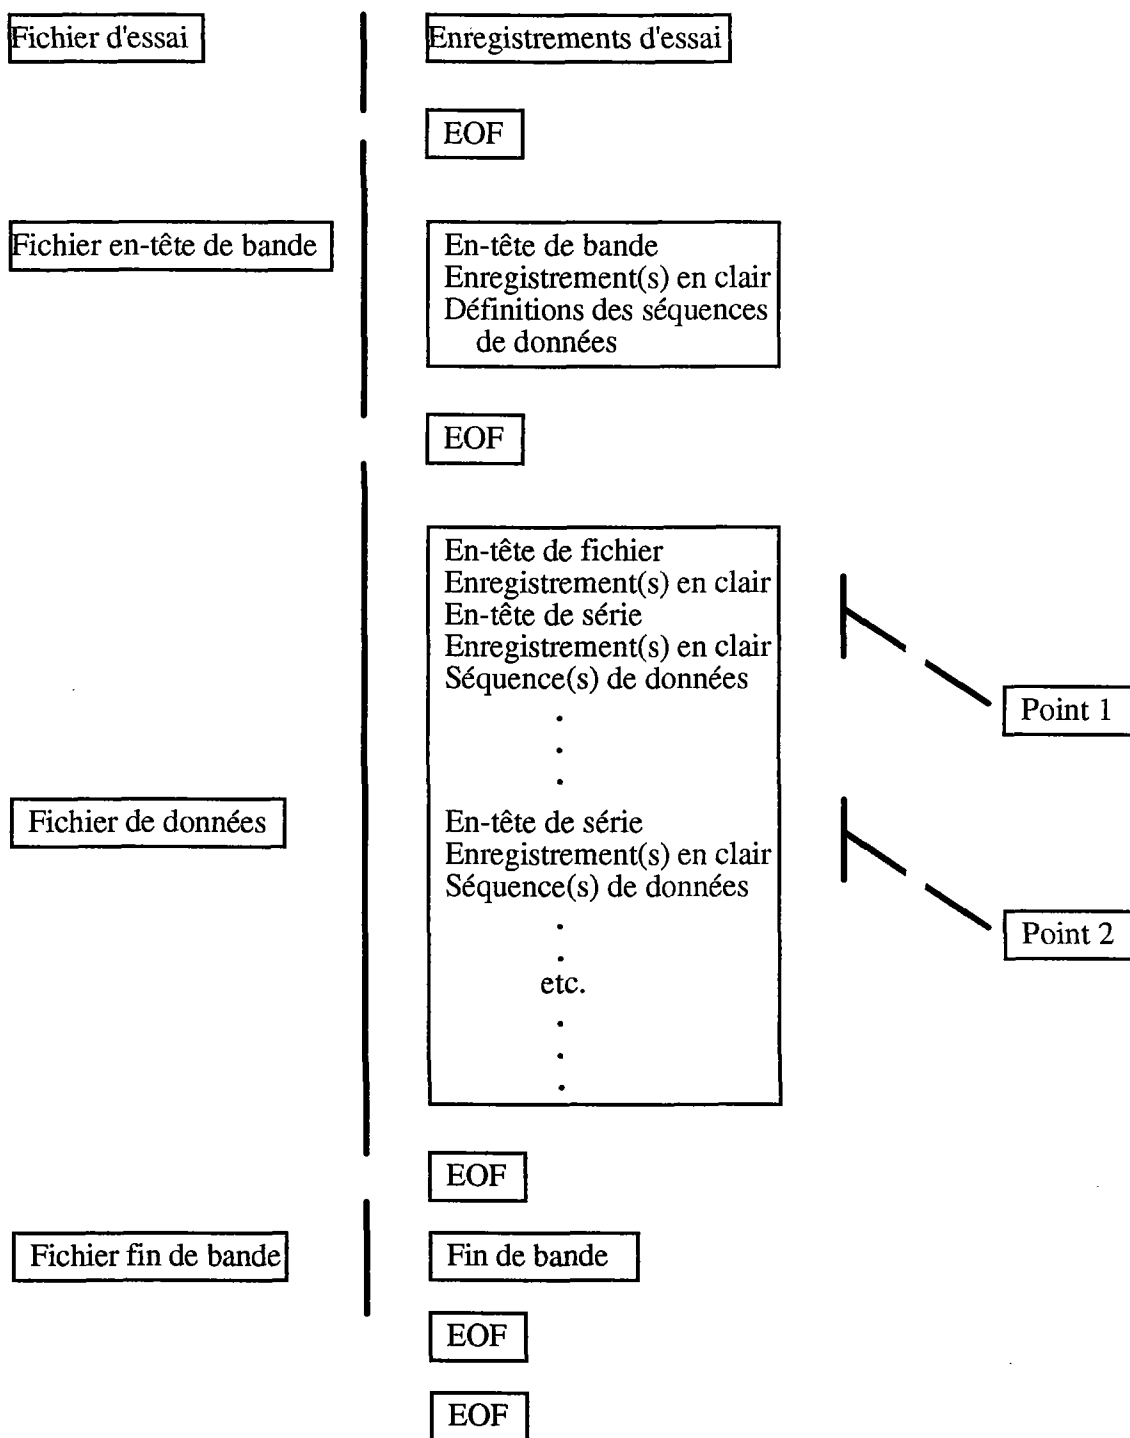 Fichier d'essai
Enregistrements d'essai
EOF
Fichier en-tête de bande
En-tête de bande
Enregistrement(s) en clair
Définitions des séquences
de données
EOF
En-tête de fichier
Enregistrement(s) en clair
En-tête de série
Enregistrement(s) en clair
Séquence(s) de données
.
.
.
Point 1
Fichier de données
En-tête de série
Enregistrement(s) en clair
Séquence(s) de données
.
.
etc.
.
.
.
Point 2
EOF
Fichier fin de bande
Fin de bande
EOF
EOF